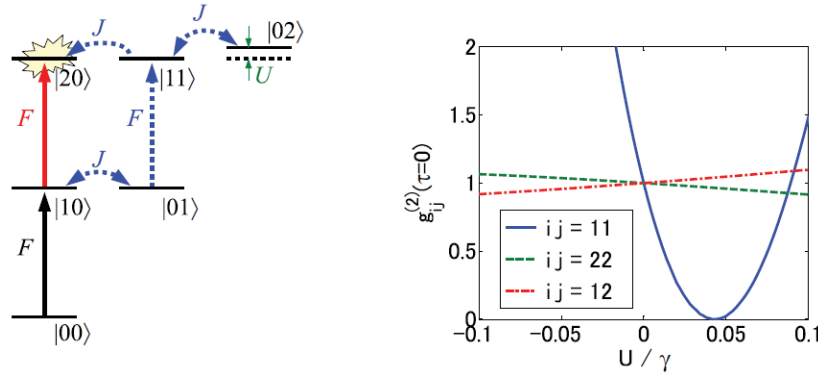 J
J
|02⟩
|20⟩
|11⟩
U
F
F
J
|10⟩
|01⟩
F
|00⟩
2
1.5
1
0.5
0
g_{ij}^{(2)}(τ=0)
i j = 11
i j = 22
i j = 12
−0.1
−0.05
0
0.05
0.1
U / γ